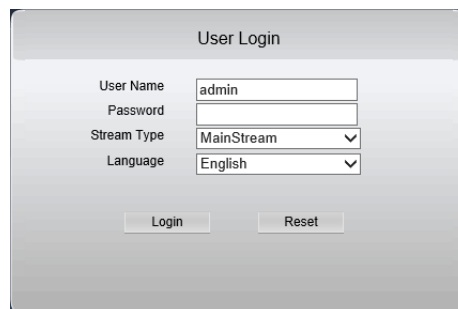 User Login
User Name admin
Password
Stream Type MainStream
Language English
Login Reset